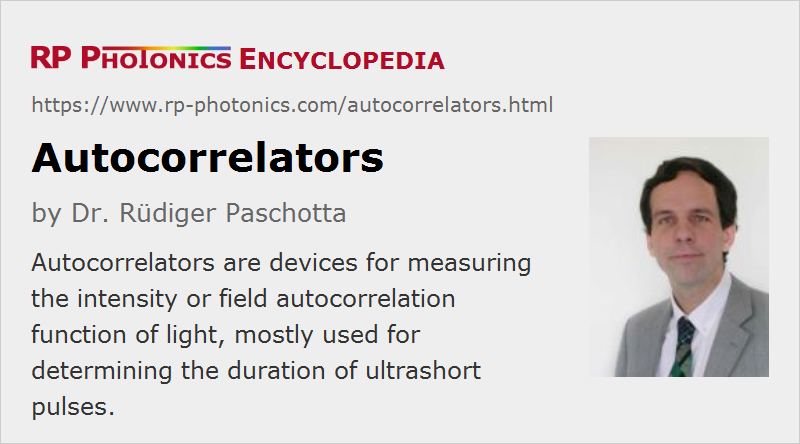 RP PHOTONICS ENCYCLOPEDIA
https://www.rp-photonics.com/autocorrelators.html
Autocorrelators
by Dr. Rüdiger Paschotta
Autocorrelators are devices for measuring
the intensity or field autocorrelation
function of light, mostly used for
determining the duration of ultrashort
pulses.